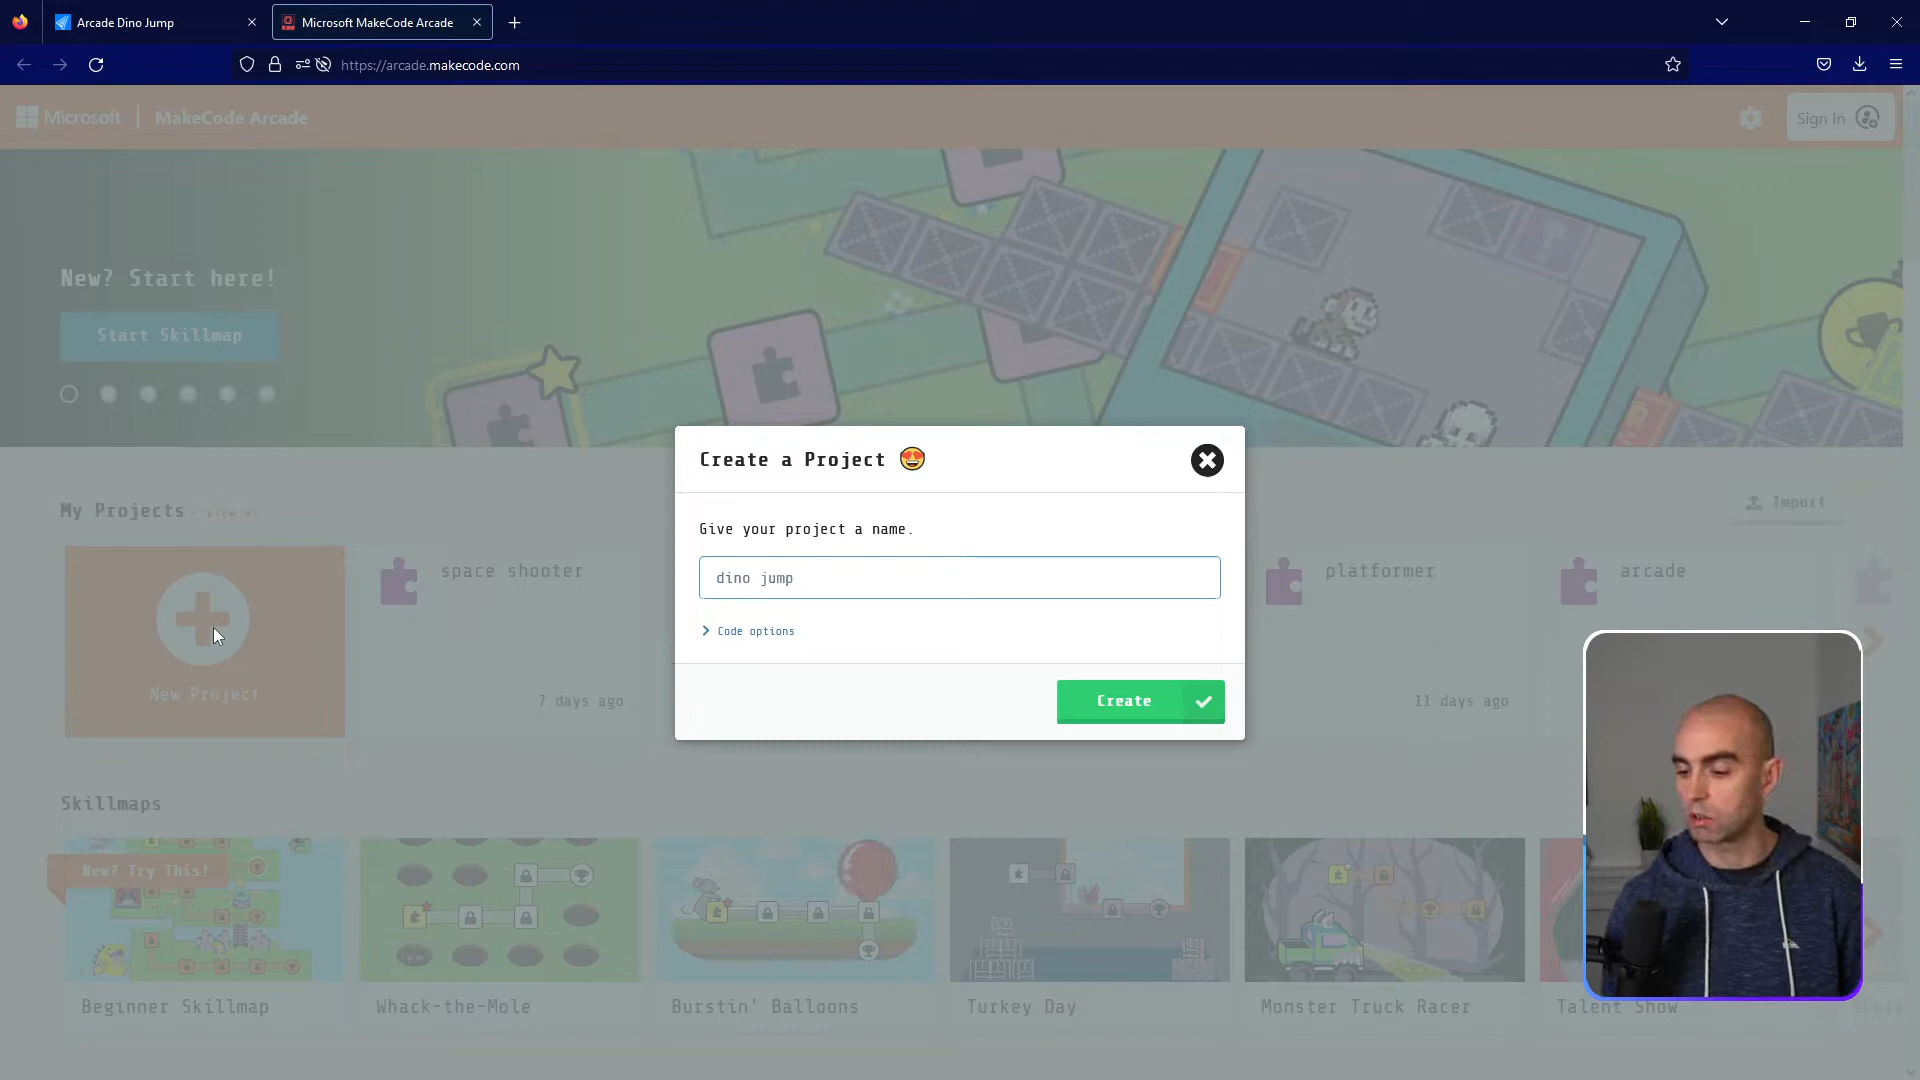 Arcade Dino Jump
Microsoft MakeCode Arcade
https://arcade.makecode.com
Microsoft
MakeCode Arcade
Sign In
New? Start here!
Start Skillmap
Create a Project
Give your project a name.
dino jump
Code options
Create
My Projects
Import
New Project
space shooter
7 days ago
platformer
11 days ago
arcade
Skillmaps
New? Try This!
Beginner Skillmap
Whack-the-Mole
Burstin' Balloons
Turkey Day
Monster Truck Racer
Talent Show